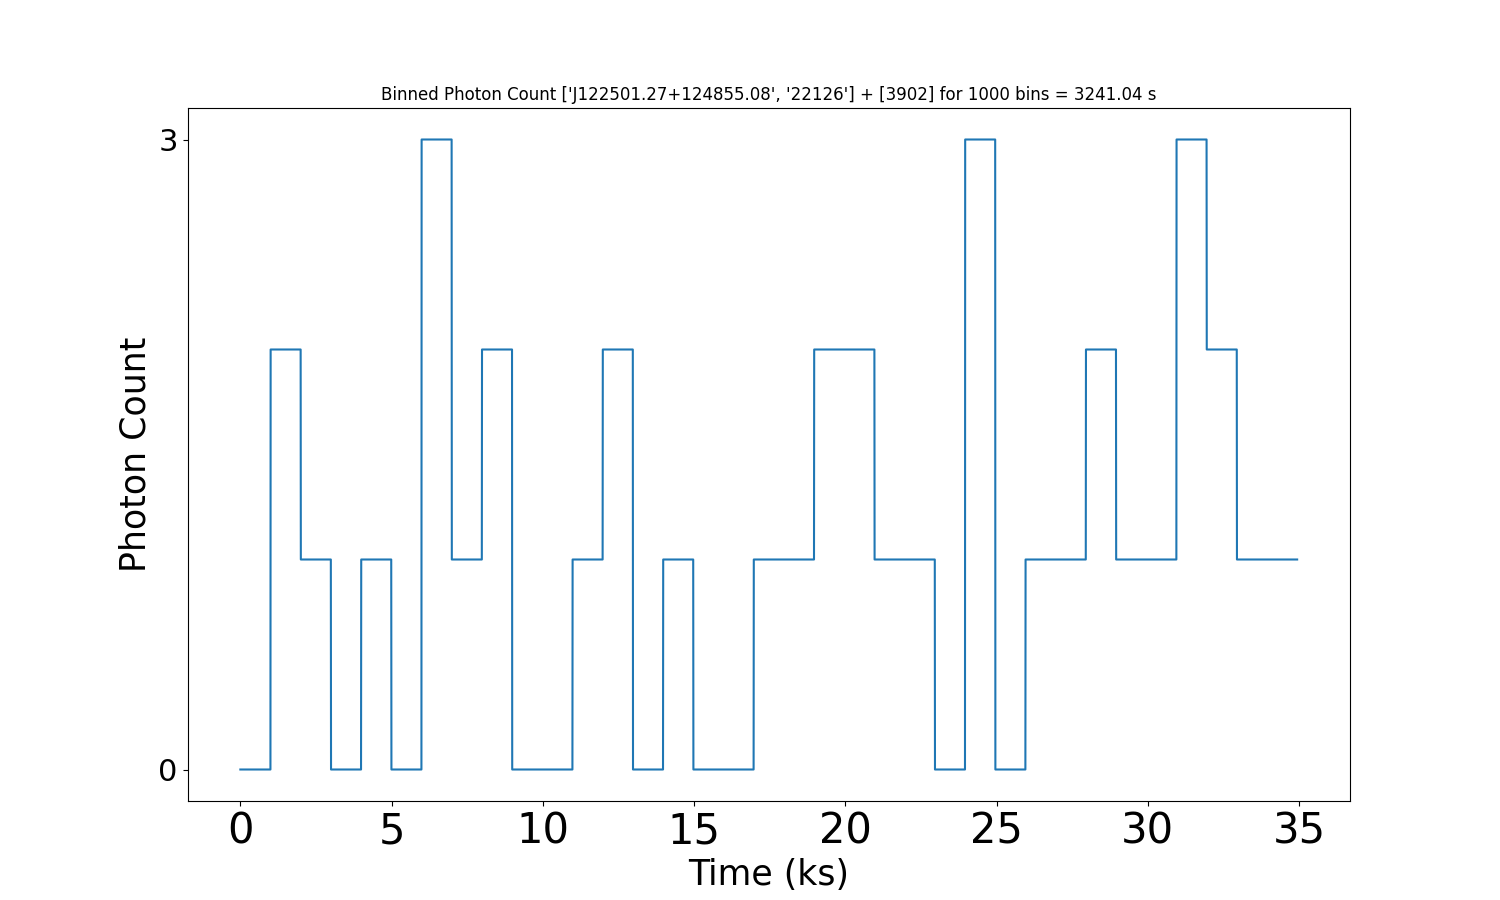 Binned Photon Count ['J122501.27+124855.08', '22126'] + [3902] for 1000 bins = 3241.04 s
3
Photon Count
0
0 5 10 15 20 25 30 35
Time (ks)